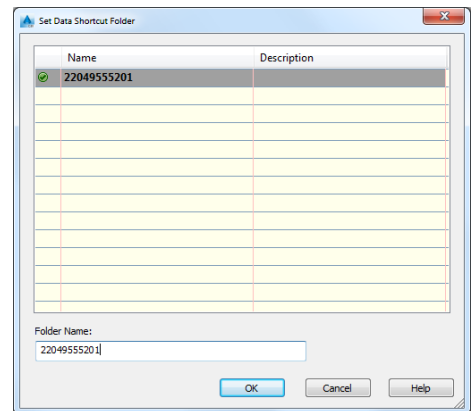 Set Data Shortcut Folder
Name Description
22049555201
Folder Name:
22049555201
OK Cancel Help